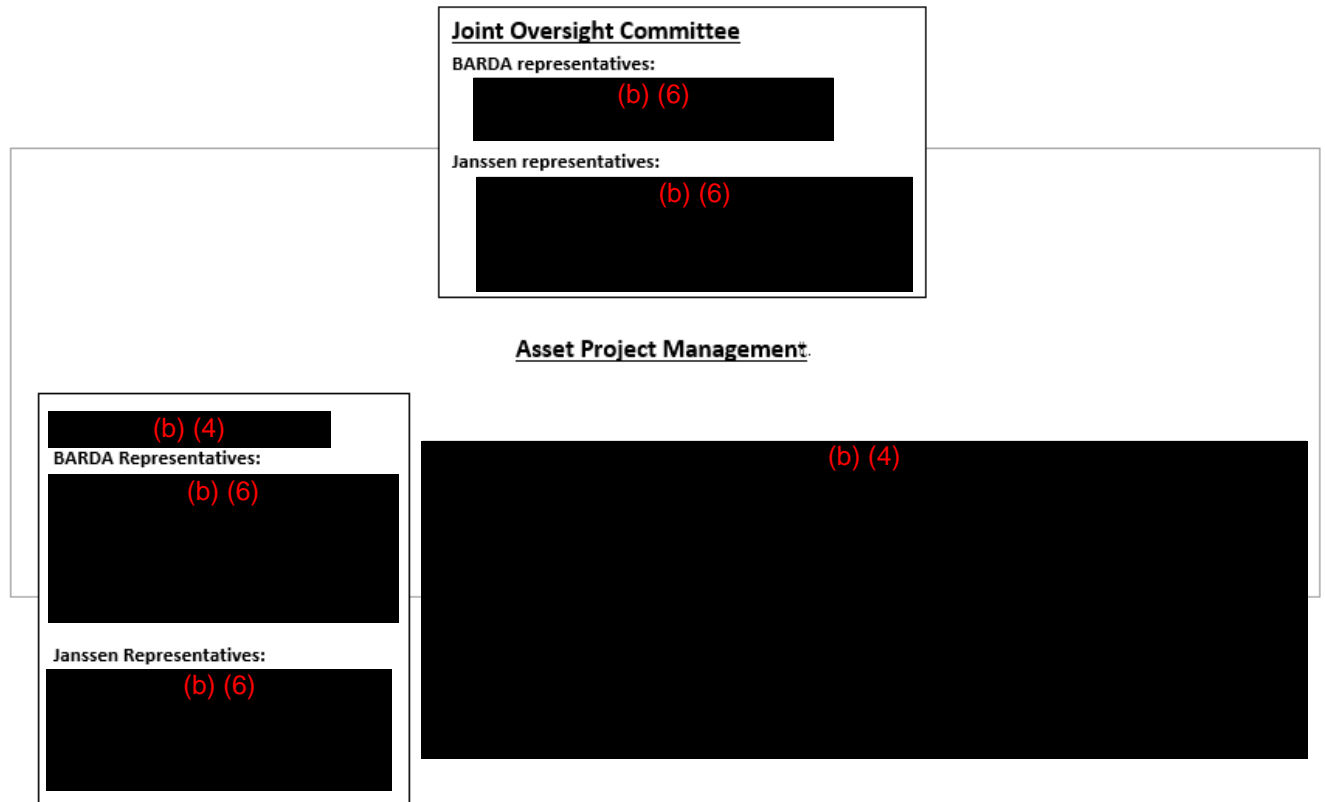 Joint Oversight Committee
BARDA representatives:
(b) (6)
Janssen representatives:
(b) (6)
Asset Project Management
(b) (4)
BARDA Representatives:
(b) (6)
Janssen Representatives:
(b) (6)
(b) (4)